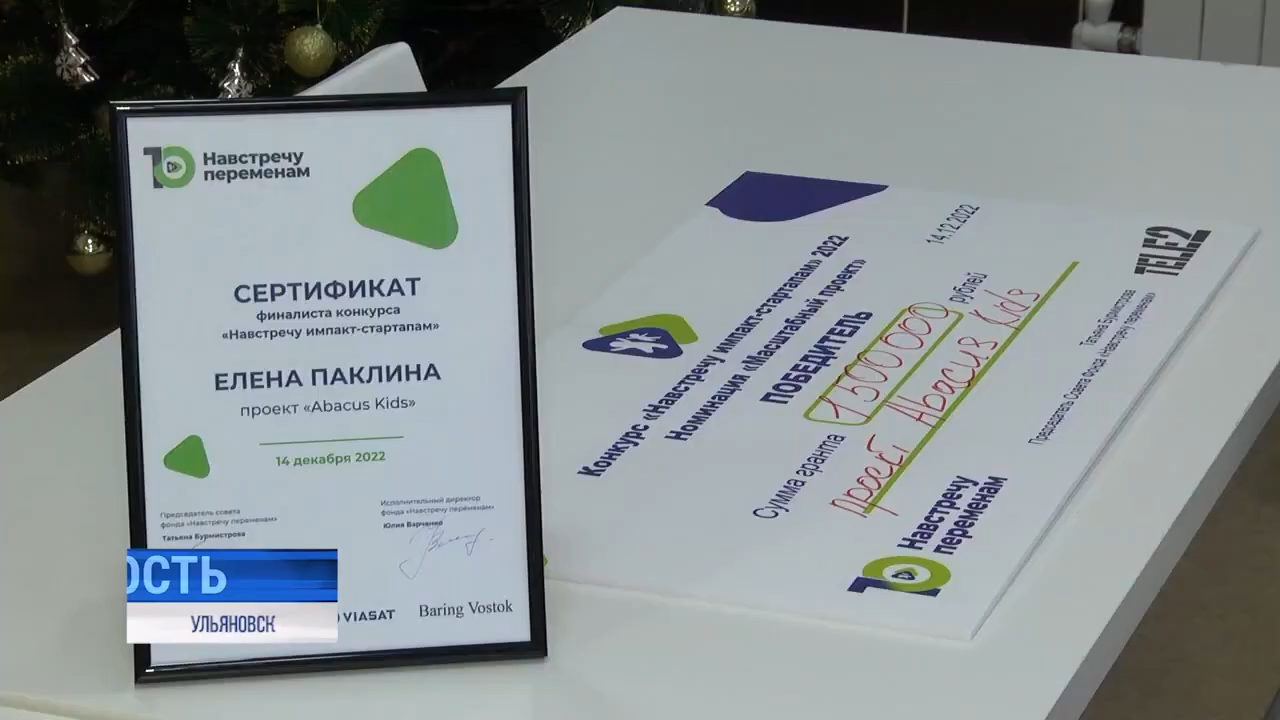 10 Навстречу
переменам
СЕРТИФИКАТ
финалиста конкурса
«Навстречу импакт-стартапам»
ЕЛЕНА ПАКЛИНА
проект «Abacus Kids»
14 декабря 2022
Председатель совета
фонда «Навстречу переменам»
Татьяна Бурмистрова
Исполнительный директор
фонда «Навстречу переменам»
Юлия Варченко
VIASAT
Baring Vostok
ОСТЬ
УЛЬЯНОВСК
14.12.2022
TELE2
Конкурс «Навстречу импакт-стартапам» 2022
Номинация «Масштабный проект»
ПОБЕДИТЕЛЬ
Сумма гранта 1 500 000 рублей
проект Abacus Kids
Татьяна Бурмистрова
Председатель Совета Фонда «Навстречу переменам»
10 Навстречу
переменам